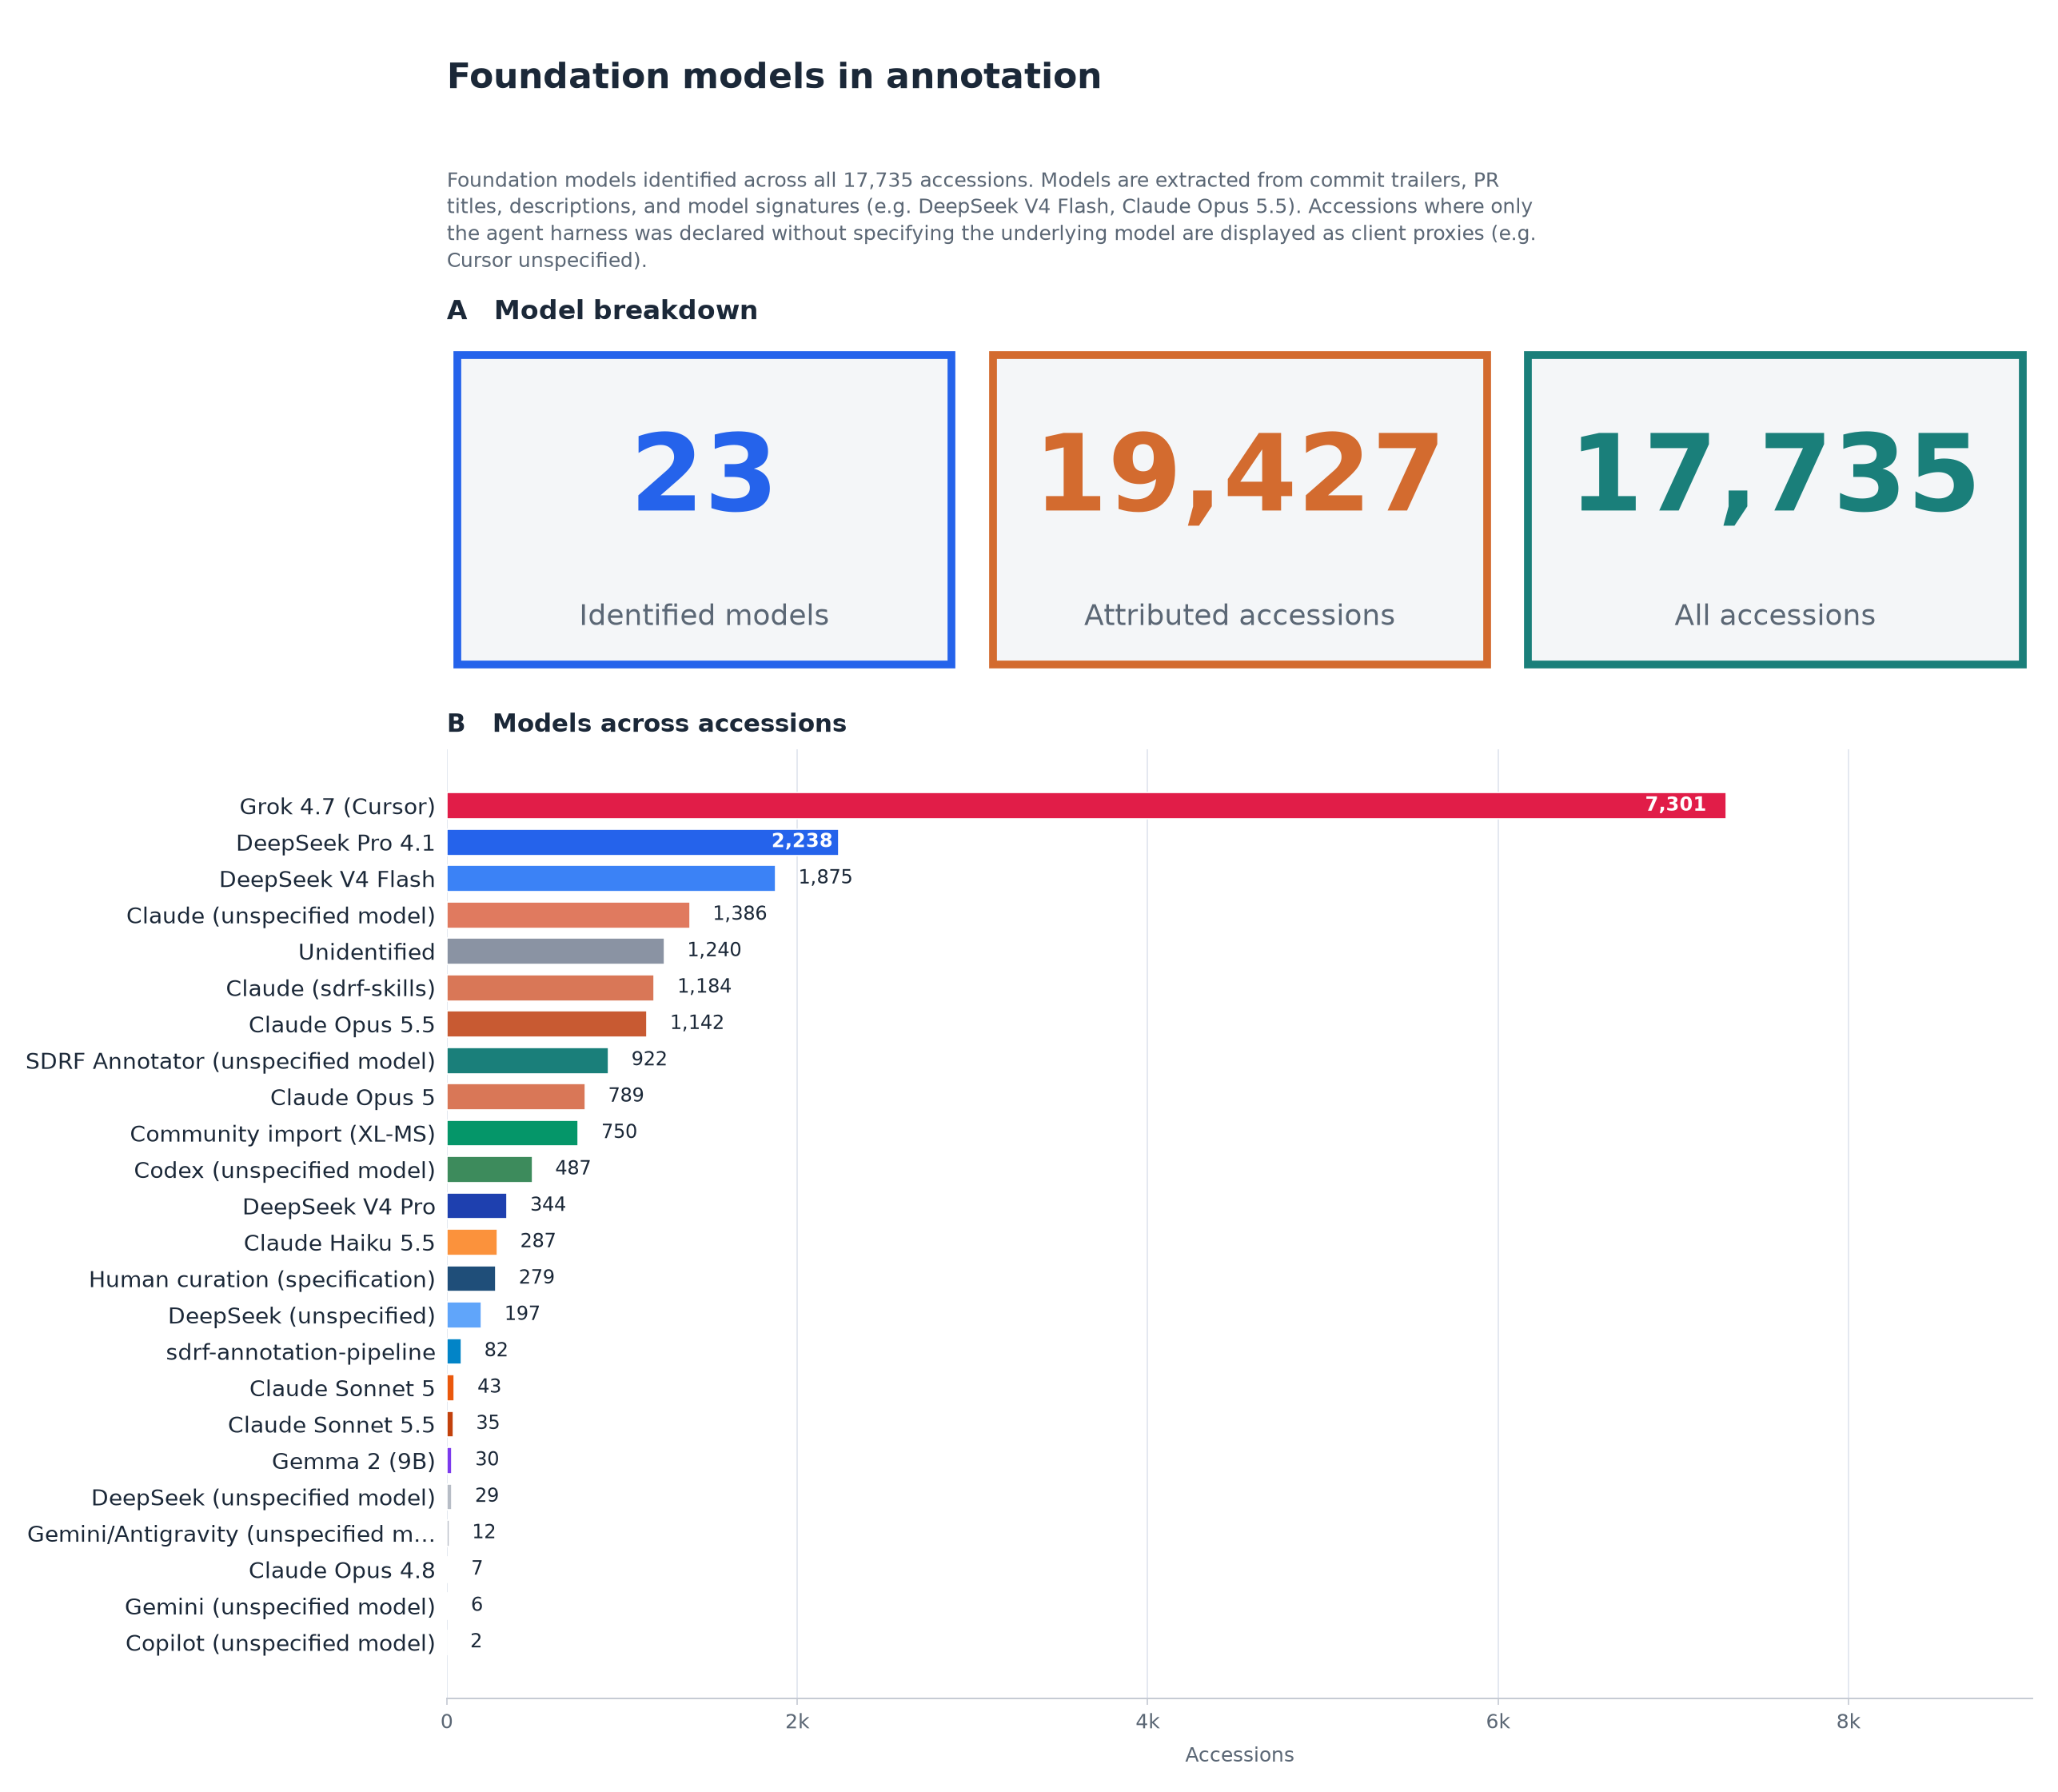 Foundation models in annotation
Foundation models identified across all 17,735 accessions. Models are extracted from commit trailers, PR
titles, descriptions, and model signatures (e.g. DeepSeek V4 Flash, Claude Opus 5.5). Accessions where only
the agent harness was declared without specifying the underlying model are displayed as client proxies (e.g.
Cursor unspecified).
A Model breakdown
23
Identified models
19,427
Attributed accessions
17,735
All accessions
B Models across accessions
Grok 4.7 (Cursor) 7,301
DeepSeek Pro 4.1 2,238
DeepSeek V4 Flash 1,875
Claude (unspecified model) 1,386
Unidentified 1,240
Claude (sdrf-skills) 1,184
Claude Opus 5.5 1,142
SDRF Annotator (unspecified model) 922
Claude Opus 5 789
Community import (XL-MS) 750
Codex (unspecified model) 487
DeepSeek V4 Pro 344
Claude Haiku 5.5 287
Human curation (specification) 279
DeepSeek (unspecified) 197
sdrf-annotation-pipeline 82
Claude Sonnet 5 43
Claude Sonnet 5.5 35
Gemma 2 (9B) 30
DeepSeek (unspecified model) 29
Gemini/Antigravity (unspecified m... 12
Claude Opus 4.8 7
Gemini (unspecified model) 6
Copilot (unspecified model) 2
0 2k 4k 6k 8k
Accessions